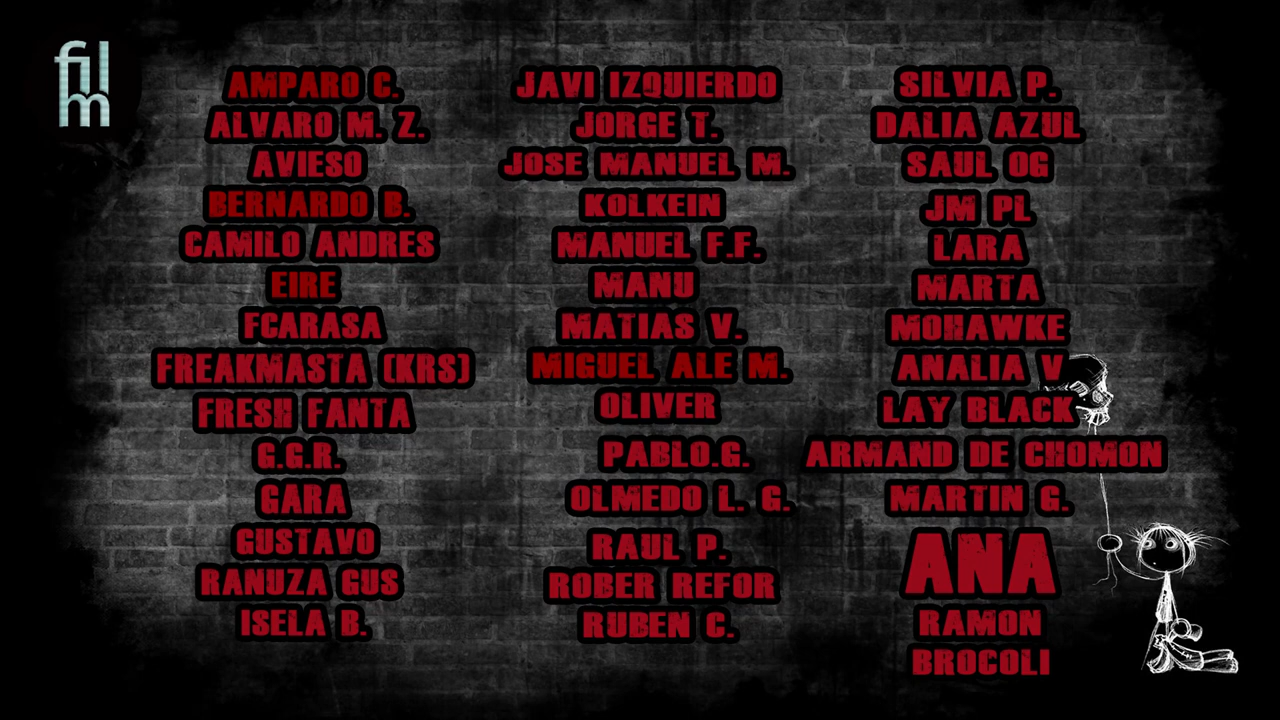 film
AMPARO C.
ALVARO M. Z.
AVIESO
BERNARDO B.
CAMILO ANDRES
EIRE
FCARASA
FREAKMASTA (KRS)
FRESH FANTA
G.G.R.
GARA
GUSTAVO
RANUZA GUS
ISELA B.
JAVI IZQUIERDO
JORGE T.
JOSE MANUEL M.
KOLKEIN
MANUEL F.F.
MANU
MATIAS V.
MIGUEL ALE M.
OLIVER
PABLO.G.
OLMEDO L. G.
RAUL P.
ROBER REFOR
RUBEN C.
SILVIA P.
DALIA AZUL
SAUL OG
JM PL
LARA
MARTA
MOHAWKE
ANALIA V
LAY BLACK
ARMAND DE CHOMON
MARTIN G.
ANA
RAMON
BROCOLI